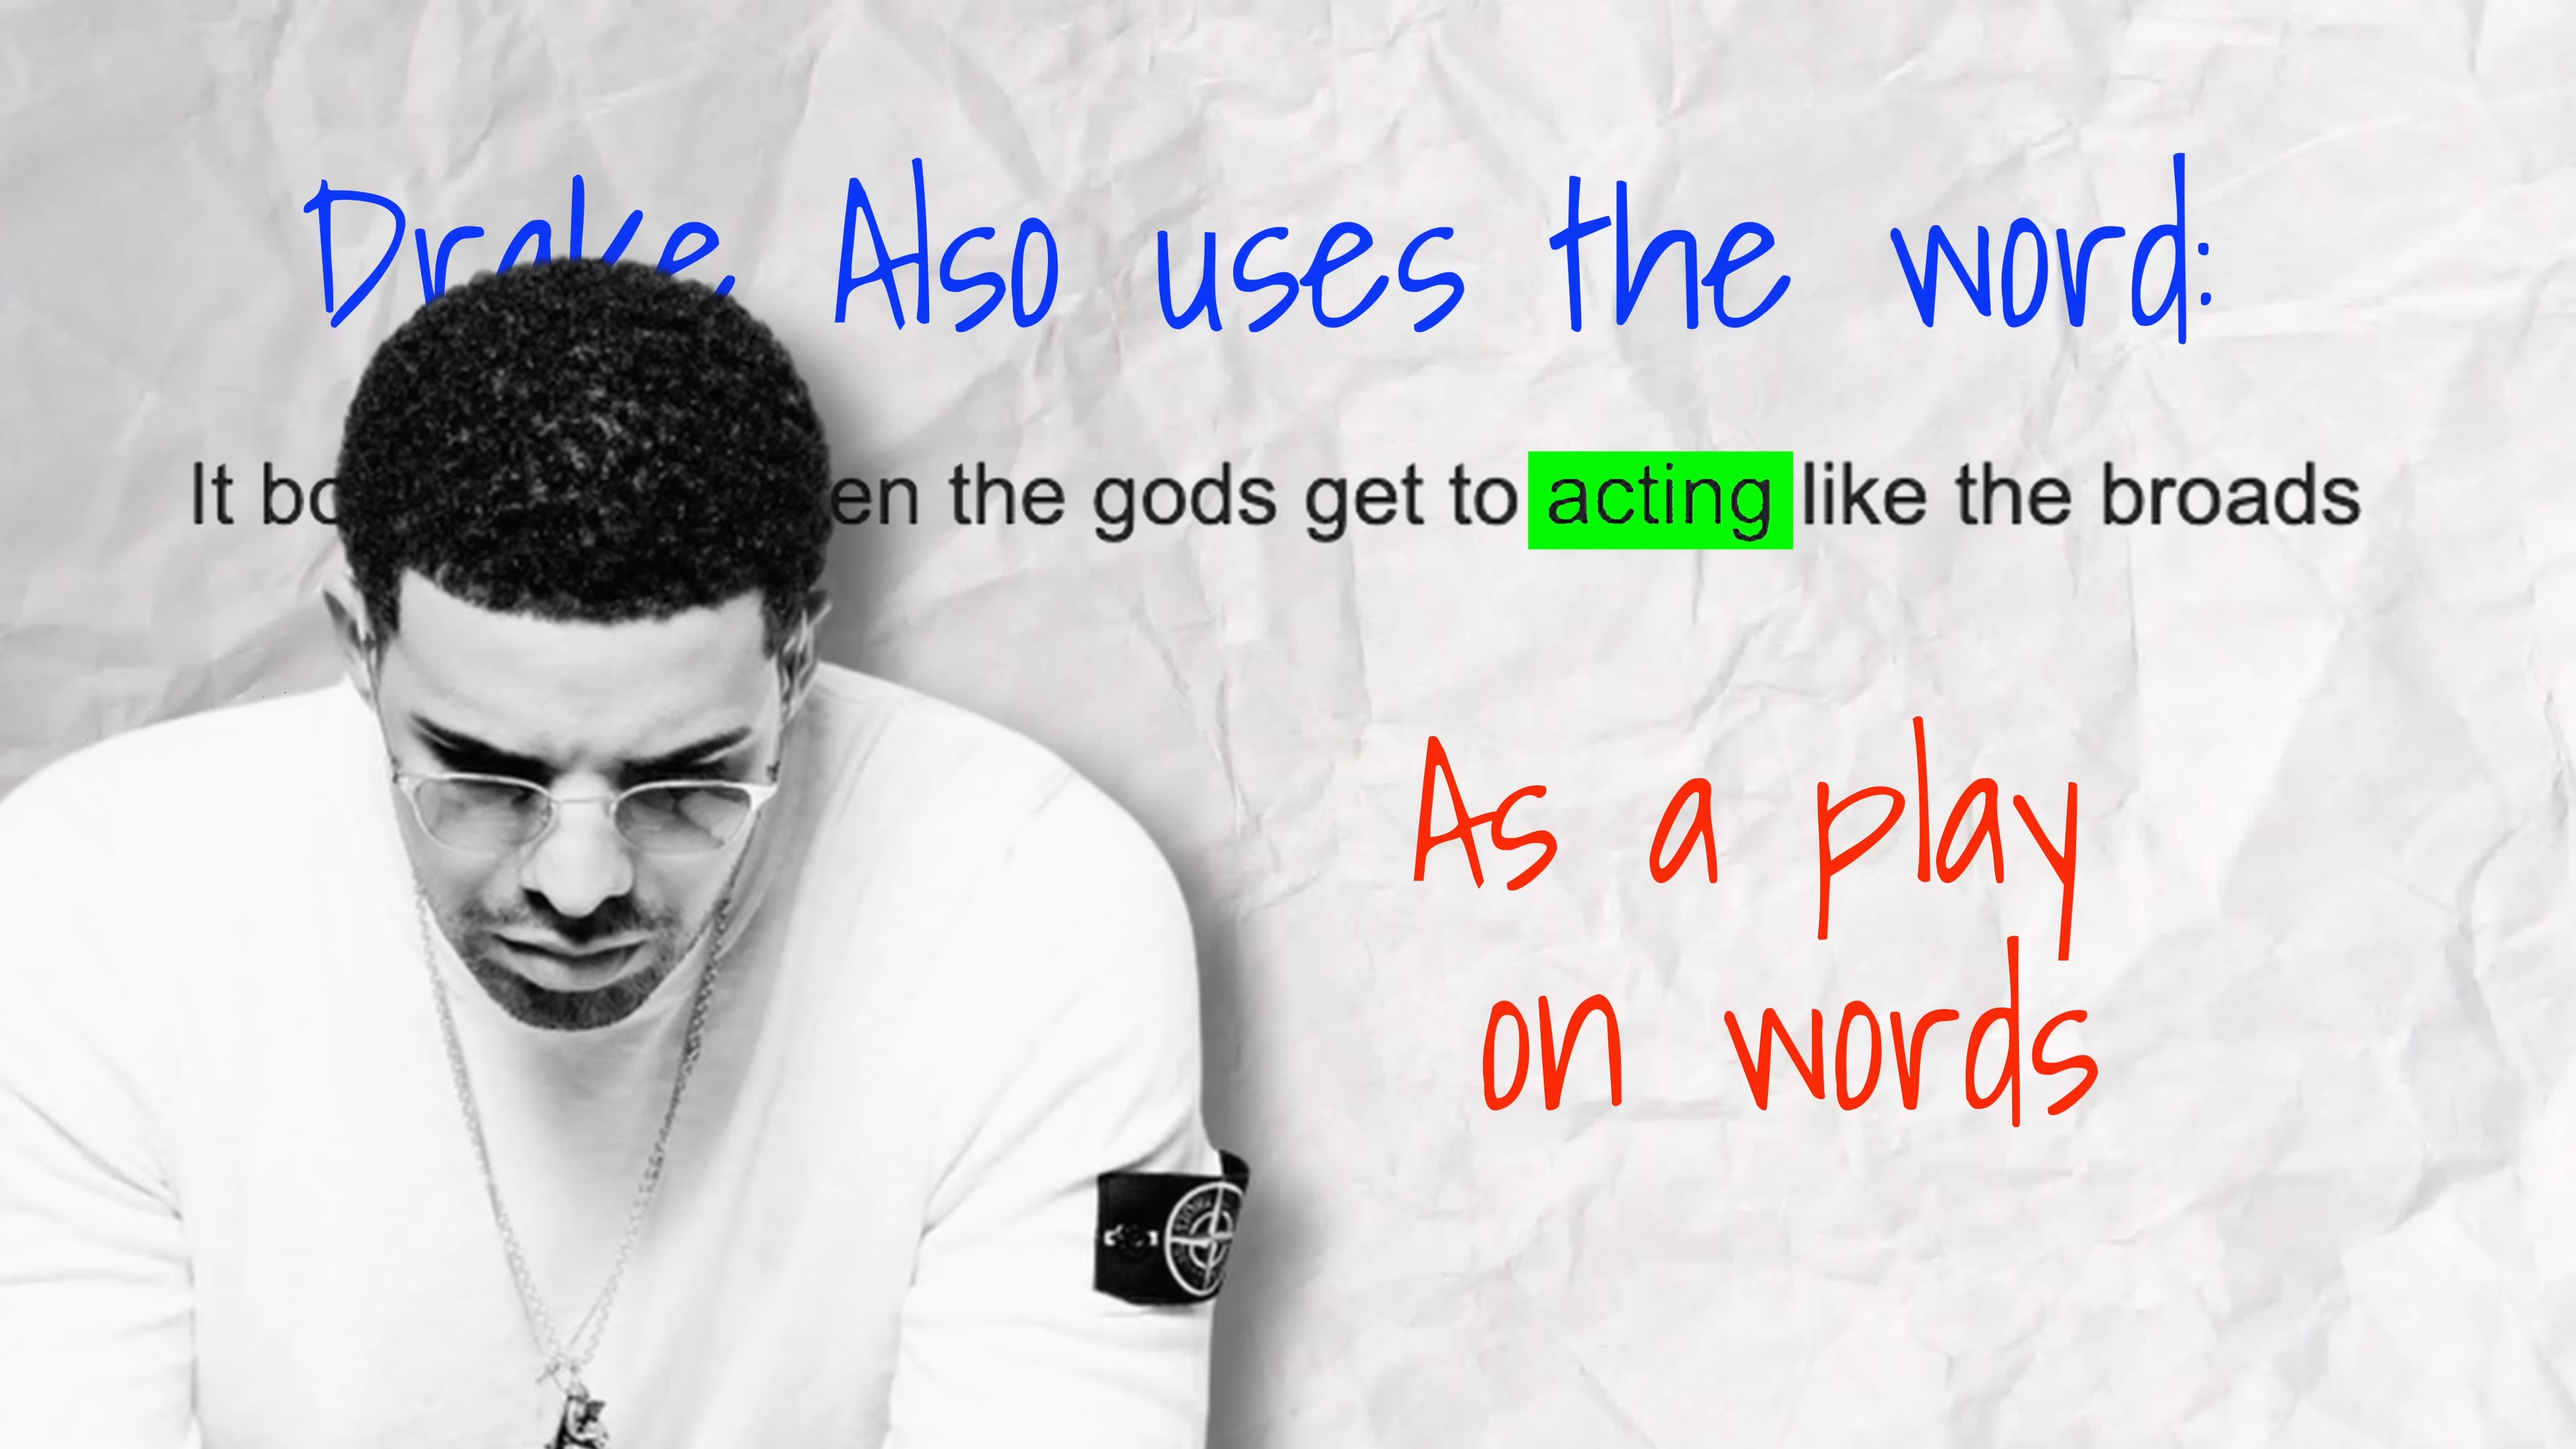 Drake Also uses the word:
It bo en the gods get to acting like the broads
As a play
on words